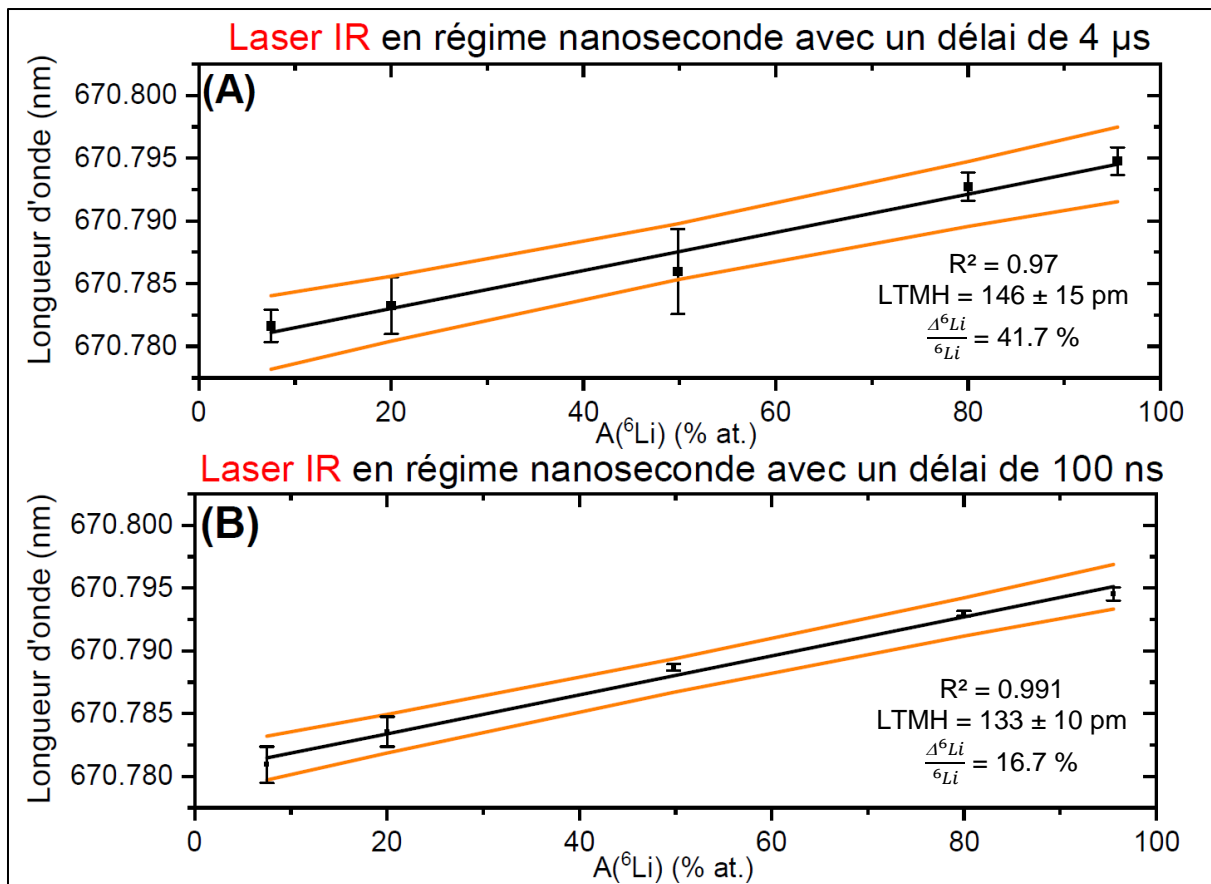 Laser IR en régime nanoseconde avec un délai de 4 µs
(A)
Longueur d'onde (nm)
670.800
670.795
670.790
670.785
670.780
R² = 0.97
LTMH = 146 ± 15 pm
Δ⁶Li/⁶Li = 41.7 %
0 20 40 60 80 100
A(⁶Li) (% at.)
Laser IR en régime nanoseconde avec un délai de 100 ns
(B)
Longueur d'onde (nm)
670.800
670.795
670.790
670.785
670.780
R² = 0.991
LTMH = 133 ± 10 pm
Δ⁶Li/⁶Li = 16.7 %
0 20 40 60 80 100
A(⁶Li) (% at.)